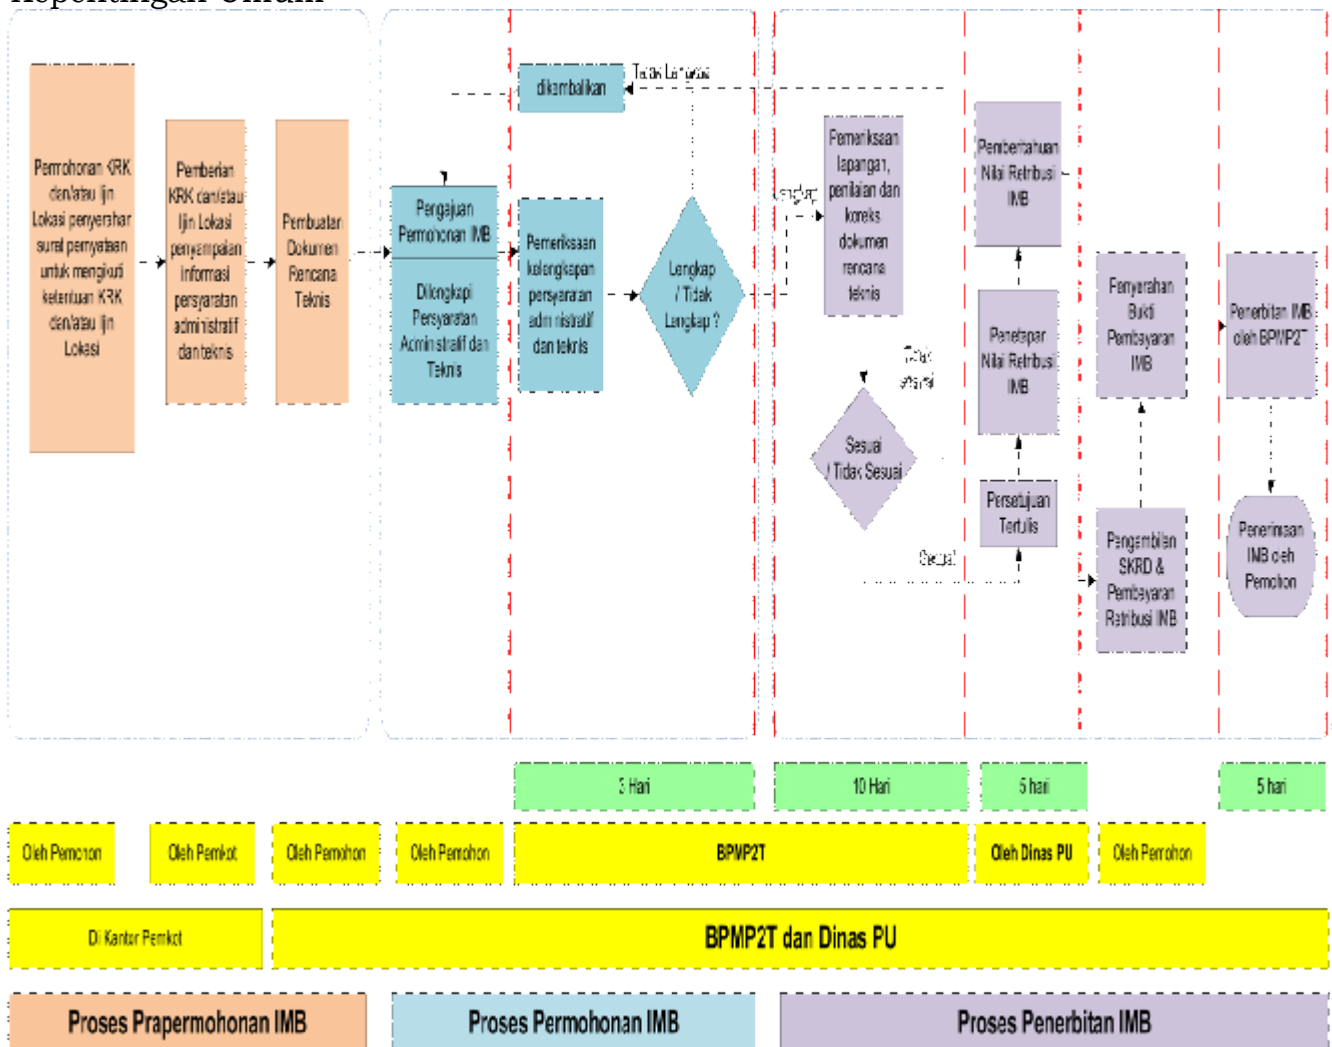 Kepentingan Umum
Permohonan KRK
dan/atau Ijin
Lokasi penyerahan
surat pernyataan
untuk mengikuti
ketentuan KRK
dan/atau Ijin
Lokasi
Pemberian
KRK dan/atau
Ijin Lokasi
penyampaian
informasi
persyaratan
administratif
dan teknis
Pembuatan
Dokumen
Rencana
Teknis
dikembalikan
Tidak Lengkap
Pengajuan
Permohonan IMB
Dilengkapi
Persyaratan
Administratif dan
Teknis
Pemeriksaan
kelengkapan
persyaratan
administratif
dan teknis
Lengkap
/ Tidak
Lengkap ?
Lengkap
Pemeriksaan
lapangan,
penilaian dan
koreks
dokumen
rencana
teknis
Tidak
sesuai
Sesuai
/ Tidak Sesuai
Sesuai
Pemberitahuan
Nilai Retribusi
IMB
Penetapan
Nilai Retribusi
IMB
Persetujuan
Tertulis
Penyerahan
Bukti
Pembayaran
IMB
Pengambilan
SKRD &
Pembayaran
Retribusi IMB
Penerbitan IMB
oleh BPMP2T
Penerimaan
IMB oleh
Pemohon
3 Hari
10 Hari
5 hari
5 hari
Oleh Pemohon
Oleh Pemkot
Oleh Pemohon
Oleh Pemohon
BPMP2T
Oleh Dinas PU
Oleh Pemohon
Di Kantor Pemkot
BPMP2T dan Dinas PU
Proses Prapermohonan IMB
Proses Permohonan IMB
Proses Penerbitan IMB